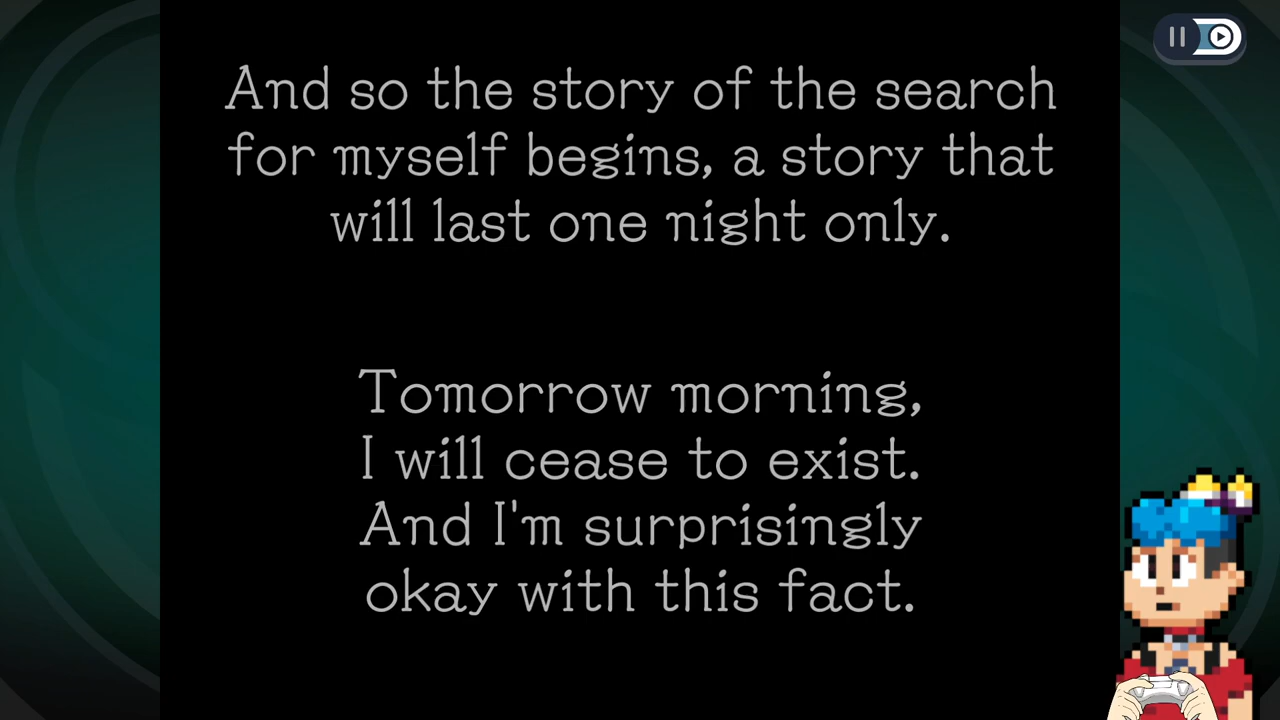 And so the story of the search
for myself begins, a story that
will last one night only.
Tomorrow morning,
I will cease to exist.
And I'm surprisingly
okay with this fact.